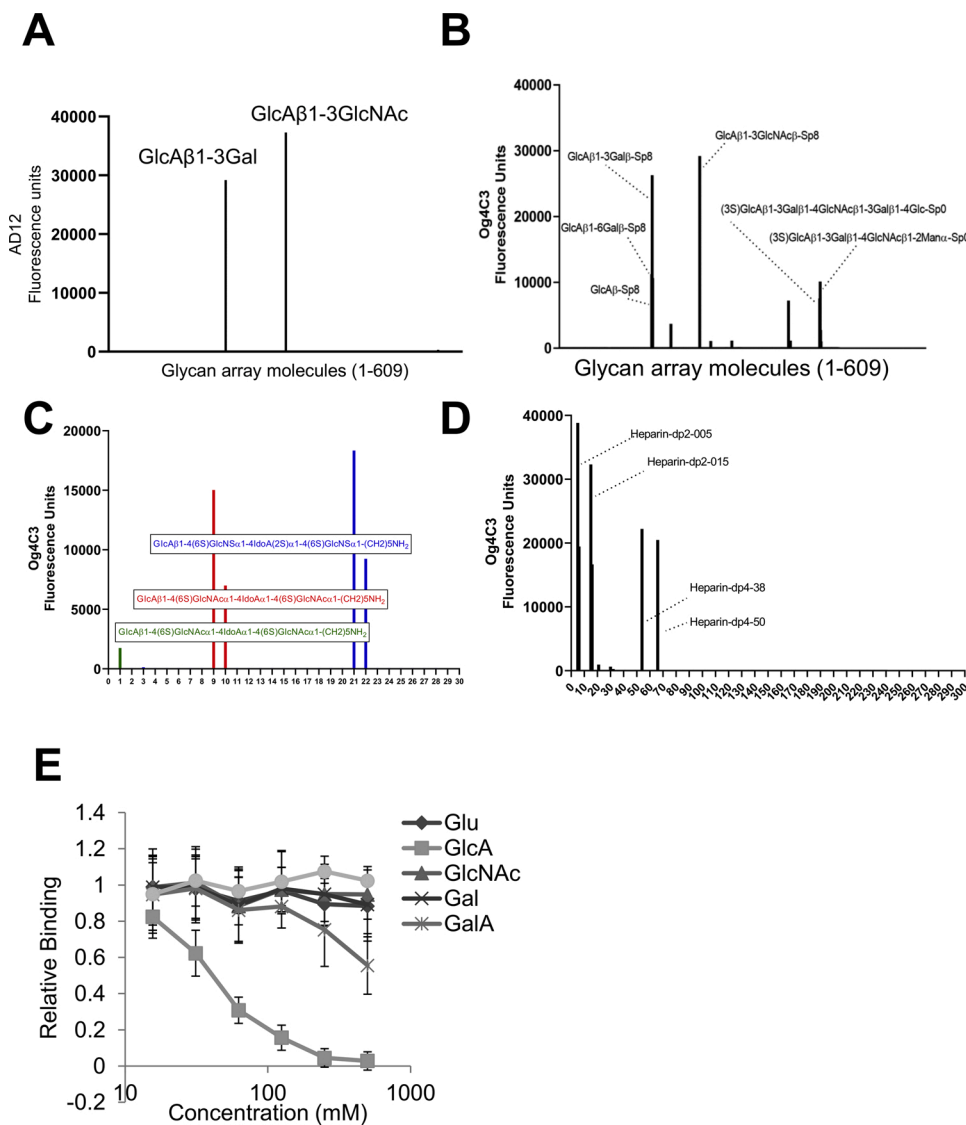 A
AD12
Fluorescence units
40000
30000
20000
10000
0
GlcAβ1-3Gal
GlcAβ1-3GlcNAc
Glycan array molecules (1-609)
B
Og4C3
Fluorescence Units
40000
30000
20000
10000
0
GlcAβ1-3GlcNAcβ-Sp8
GlcAβ1-3Galβ-Sp8
(3S)GlcAβ1-3Galβ1-4GlcNAcβ1-3Galβ1-4Glc-Sp0
GlcAβ1-6Galβ-Sp8
(3S)GlcAβ1-3Galβ1-4GlcNAcβ1-2Manα-Sp0
GlcAβ-Sp8
Glycan array molecules (1-609)
C
Og4C3
Fluorescence Units
20000
15000
10000
5000
0
GlcAβ1-4(6S)GlcNSα1-4IdoA(2S)α1-4(6S)GlcNSα1-(CH2)5NH2
GlcAβ1-4(6S)GlcNAcα1-4IdoAα1-4(6S)GlcNAcα1-(CH2)5NH2
GlcAβ1-4(6S)GlcNAcα1-4IdoAα1-4(6S)GlcNAcα1-(CH2)5NH2
0 1 2 3 4 5 6 7 8 9 10 11 12 13 14 15 16 17 18 19 20 21 22 23 24 25 26 27 28 29 30
D
Og4C3
Fluorescence Units
40000
30000
20000
10000
0
Heparin-dp2-005
Heparin-dp2-015
Heparin-dp4-38
Heparin-dp4-50
0 10 20 30 40 50 60 70 80 90 100 110 120 130 140 150 160 170 180 190 200 210 220 230 240 250 260 270 280 290 300
E
Relative Binding
1.4
1.2
1
0.8
0.6
0.4
0.2
0
-0.2
10 100 1000
Concentration (mM)
Glu
GlcA
GlcNAc
Gal
GalA